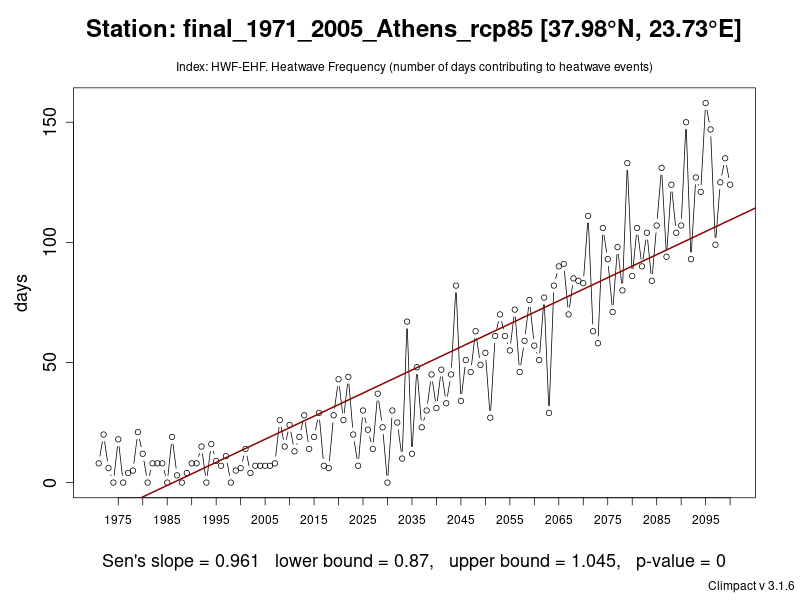 Station: final_1971_2005_Athens_rcp85 [37.98°N, 23.73°E]
Index: HWF-EHF. Heatwave Frequency (number of days contributing to heatwave events)
150
100
50
0
days
1975 1985 1995 2005 2015 2025 2035 2045 2055 2065 2075 2085 2095
Sen's slope = 0.961 lower bound = 0.87, upper bound = 1.045, p-value = 0
Climpact v 3.1.6